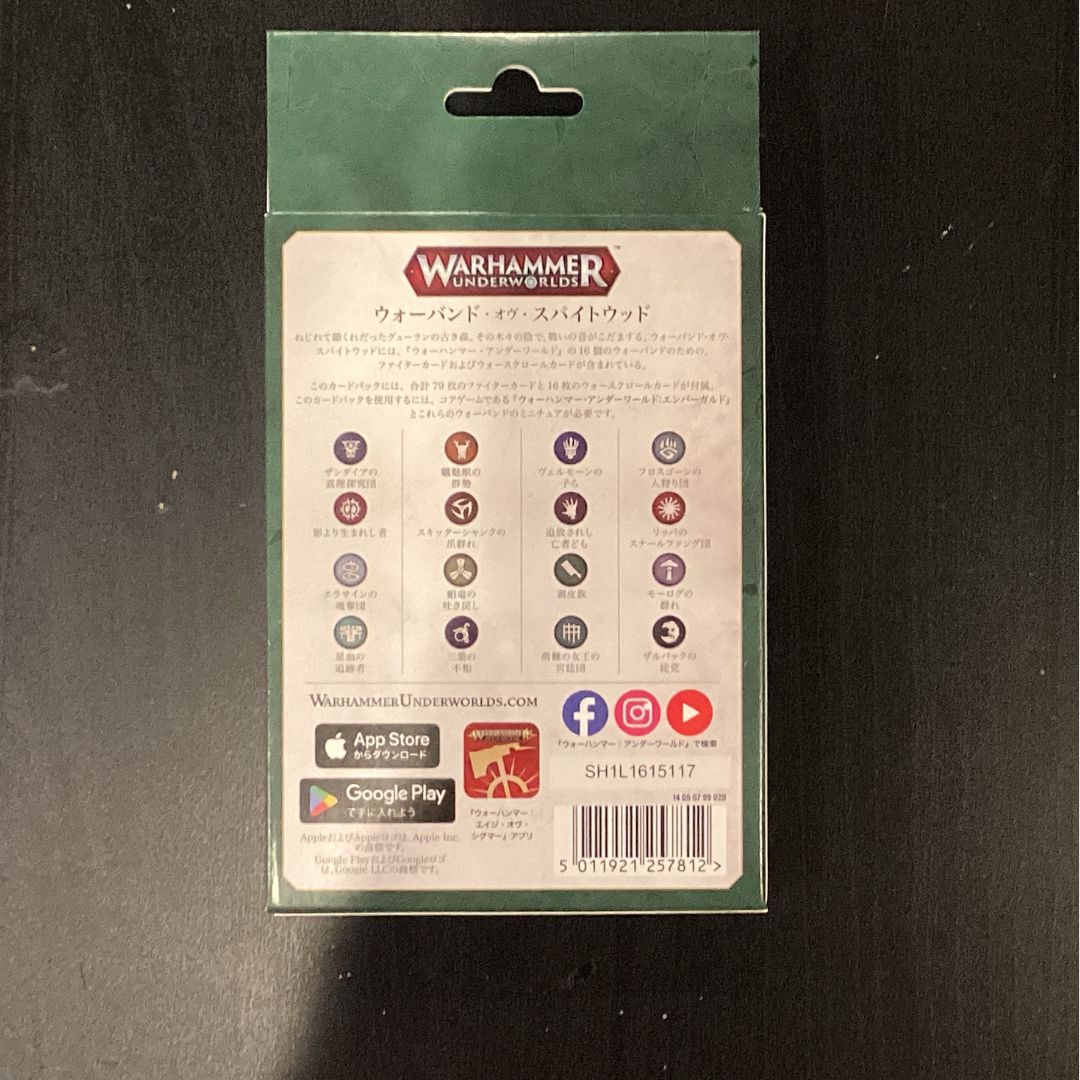 WARHAMMER
UNDERWORLDS
™
ウォーバンド・オヴ・スパイトウッド
ねじれて節くれだったグューランの古き森。その木々の陰で、戦いの音がこだまする。ウォーバンド・オヴ・
スパイトウッドには、『ウォーハンマー・アンダーワールド』の16個のウォーバンドのための、
ファイターカードおよびウォースクロールカードが含まれている。
このカードパックには、合計79枚のファイターカードと16枚のウォースクロールカードが付属。
このカードパックを使用するには、コアゲームである『ウォーハンマー・アンダーワールド:エンバーガルド』
とこれらのウォーバンドのミニチュアが必要です。
ザンダイアの
真理探究団
魑魅獣の
群勢
ヴェルモーンの
子ら
フロスゴーンの
人狩り団
影より生まれし者
スキッターシャンクの
爪群れ
追放されし
亡者ども
リッパの
スナールファング団
エラサインの
魂奪団
粗竜の
吐き戻し
剥皮族
モーログの
群れ
星血の
追跡者
三葉の
不和
荊棘の女王の
宮廷団
ザルバックの
徒党
WARHAMMERUNDERWORLDS.COM
『ウォーハンマー：アンダーワールド』で検索
App Store
からダウンロード
WARHAMMER
SH1L1615117
Google Play
で手に入れよう
14 05 07 99 020
『ウォーハンマー：
エイジ・オヴ・
シグマー』アプリ
AppleおよびAppleロゴは、Apple Inc.
の商標です。
Google PlayおよびGoogleロゴ
は、Google LLCの商標です。
5 011921 257812 >